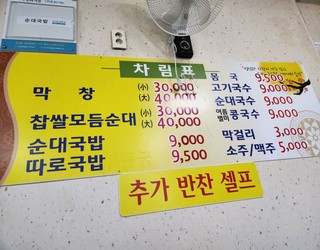 순대국밥
차림표
막창 (小) 30,000
(大) 40,000
찹쌀모듬순대 (小) 30,000
(大) 40,000
순대국밥 9,000
따로국밥 9,500
몸국 9,500
고기국수 9,000
순대국수 9,000
여름별미 콩국수 9,000
막걸리 3,000
소주/맥주 5,000
추가 반찬 셀프